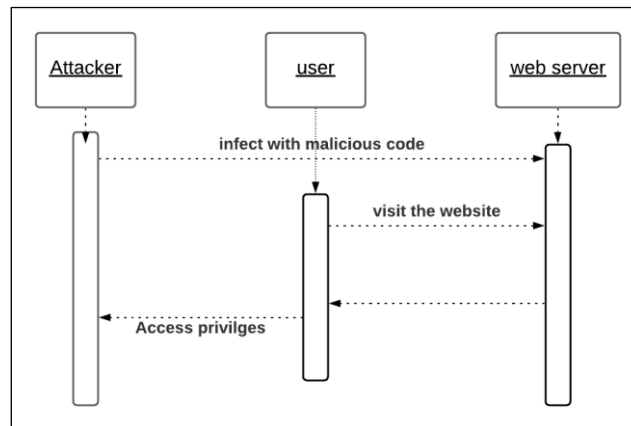 Attacker
user
web server
infect with malicious code
visit the website
Access privilges